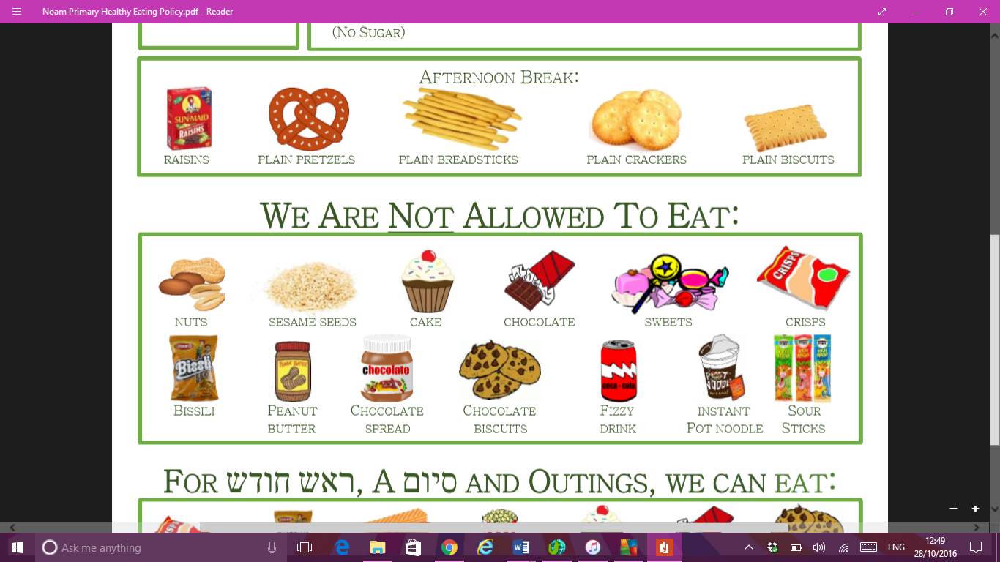 Noam Primary Healthy Eating Policy.pdf - Reader
(No Sugar)
Afternoon Break:
SUN-MAID
RAISINS
RAISINS
PLAIN PRETZELS
PLAIN BREADSTICKS
PLAIN CRACKERS
PLAIN BISCUITS
We Are Not Allowed To Eat:
CRISPS
NUTS
SESAME SEEDS
CAKE
CHOCOLATE
SWEETS
CRISPS
Bissli
Peanut Butter
chocolate
coca - cola
POT NOODLE
Bissili
Peanut butter
Chocolate spread
Chocolate biscuits
Fizzy drink
instant Pot noodle
Sour Sticks
For ראש חודש, A סיום and Outings, we can eat:
CRISPS
Ask me anything
ENG
12:49
28/10/2016